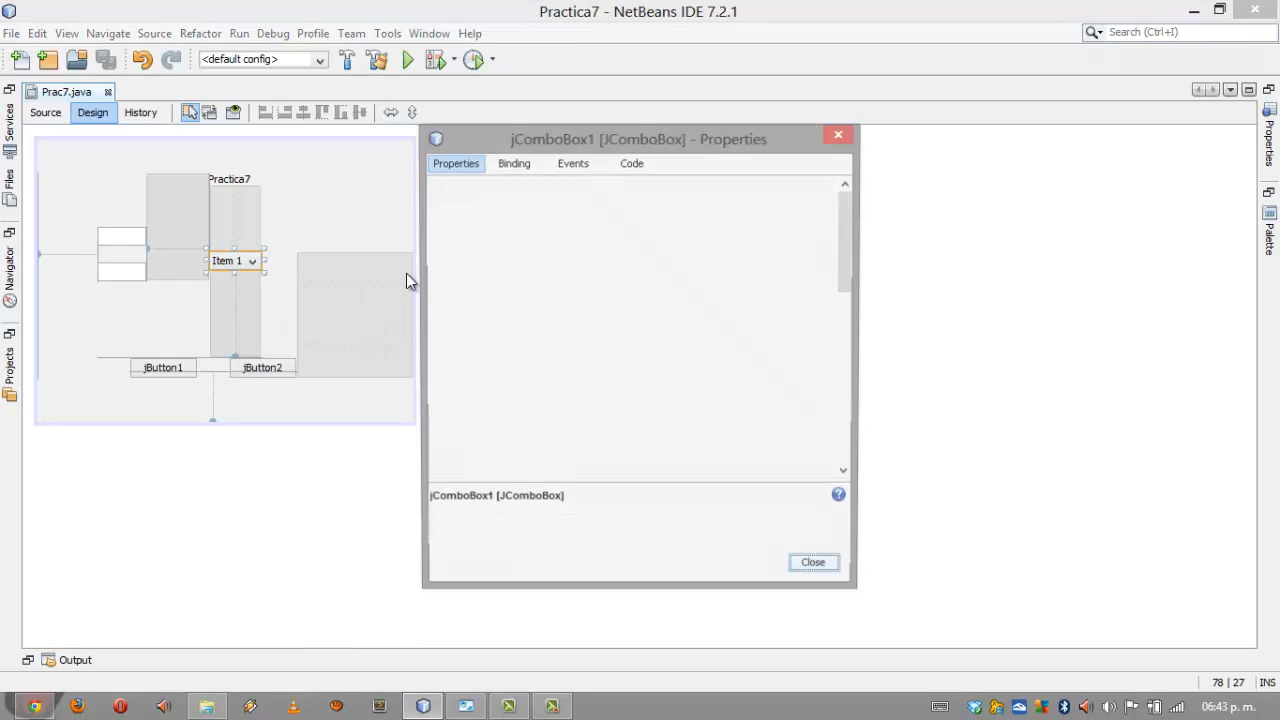 Practica7 - NetBeans IDE 7.2.1
File Edit View Navigate Source Refactor Run Debug Profile Team Tools Window Help
Search (Ctrl+I)
<default config>
Prac7.java
Source Design History
jComboBox1 [JComboBox] - Properties
Properties Binding Events Code
Practica7
Item 1
jButton1 jButton2
jComboBox1 [JComboBox]
Close
Services
Files
Navigator
Projects
Properties
Palette
Output
78 | 27 INS
06:43 p. m.